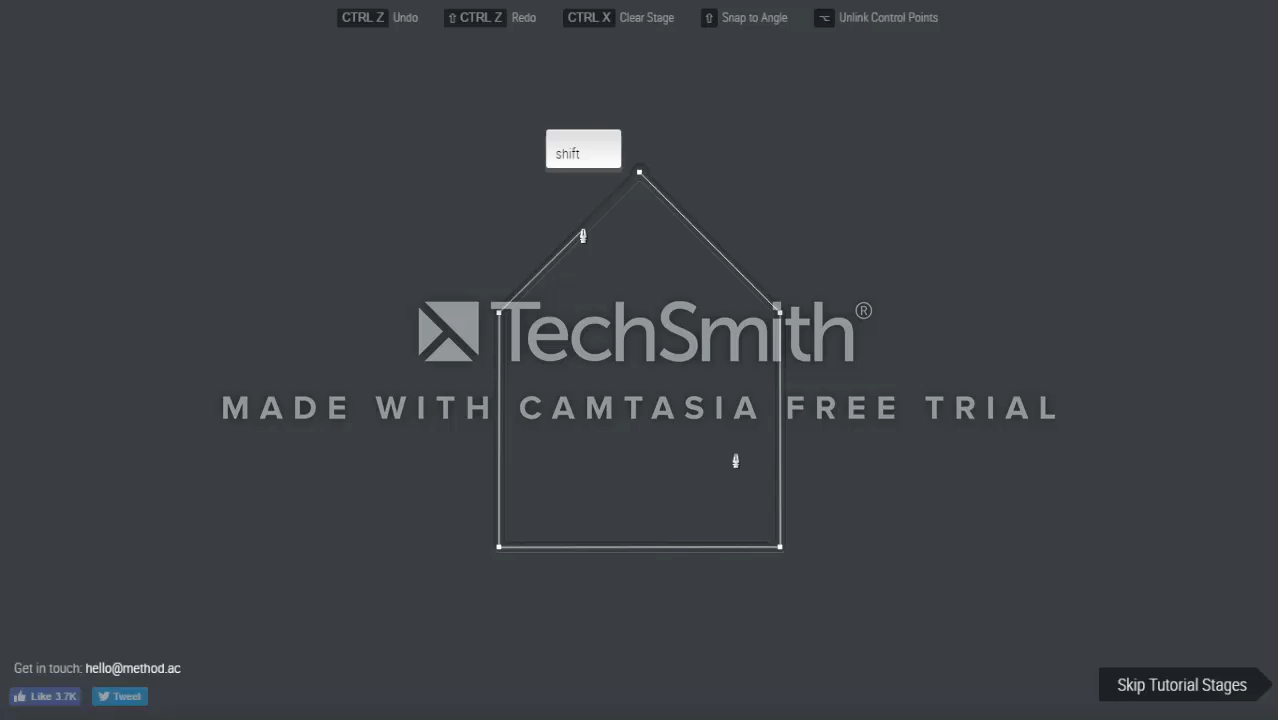 CTRL Z Undo ⇧ CTRL Z Redo CTRL X Clear Stage ⇧ Snap to Angle ⌥ Unlink Control Points
shift
TechSmith®
MADE WITH CAMTASIA FREE TRIAL
Get in touch: hello@method.ac
Like 3.7K Tweet
Skip Tutorial Stages